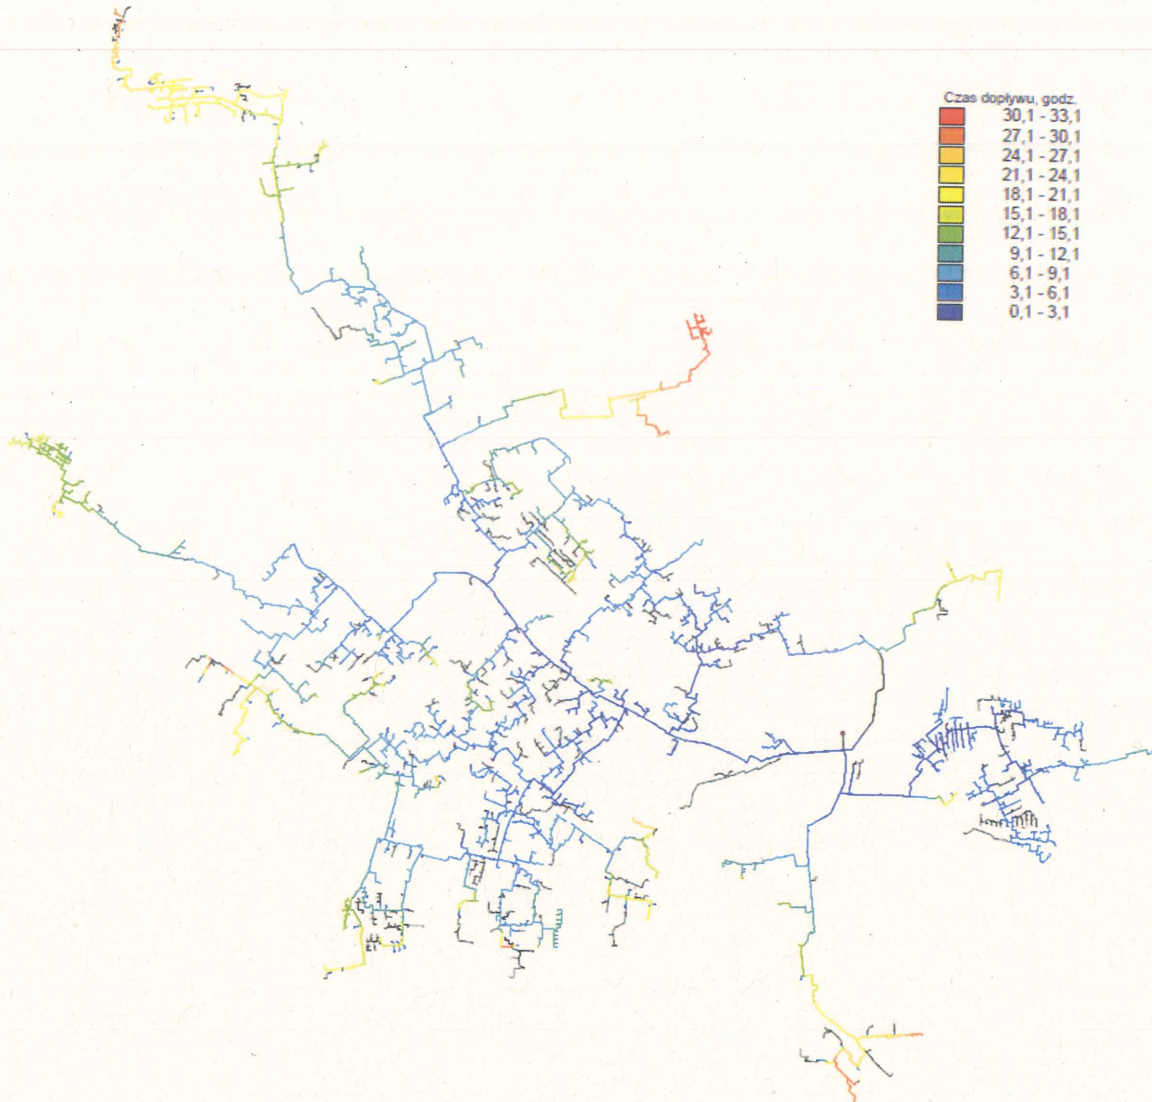 Czas dopływu, godz.
30,1 - 33,1
27,1 - 30,1
24,1 - 27,1
21,1 - 24,1
18,1 - 21,1
15,1 - 18,1
12,1 - 15,1
9,1 - 12,1
6,1 - 9,1
3,1 - 6,1
0,1 - 3,1